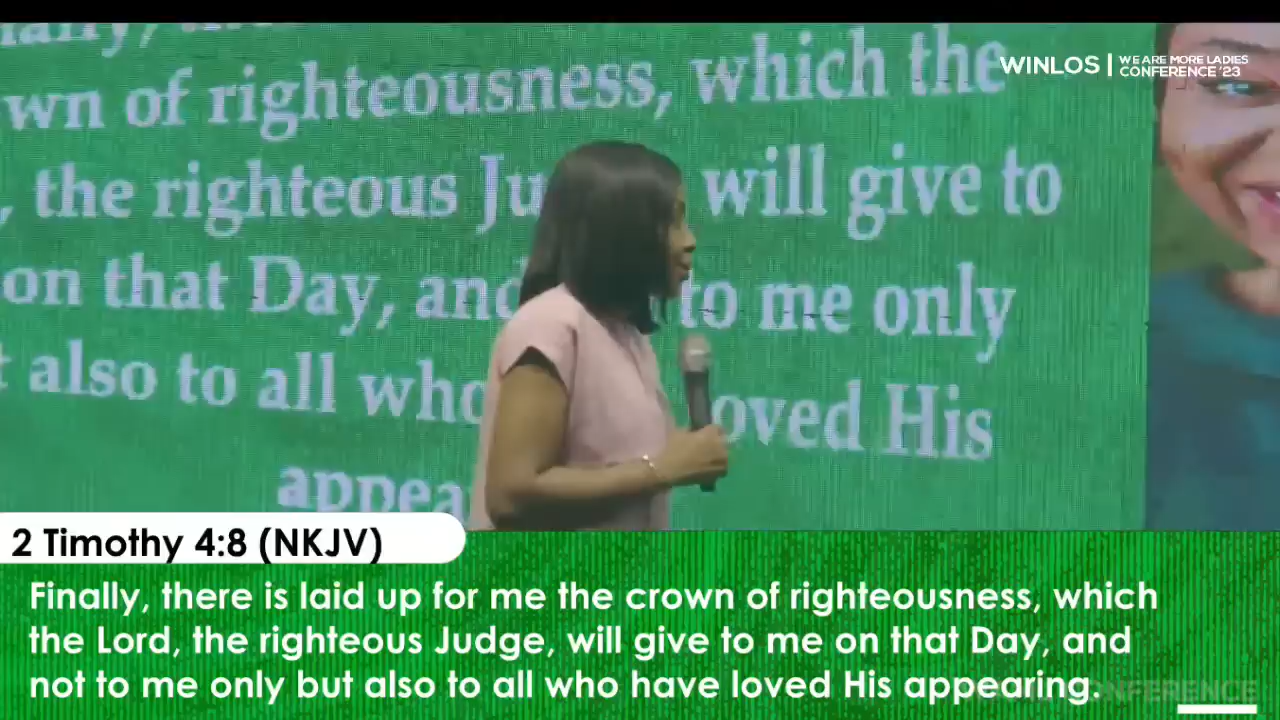 WINLOS | WE ARE MORE LADIES
CONFERENCE '23
wn of righteousness, which the
, the righteous Ju will give to
on that Day, and to me only
also to all who oved His
appea
2 Timothy 4:8 (NKJV)
Finally, there is laid up for me the crown of righteousness, which
the Lord, the righteous Judge, will give to me on that Day, and
not to me only but also to all who have loved His appearing.
CONFERENCE